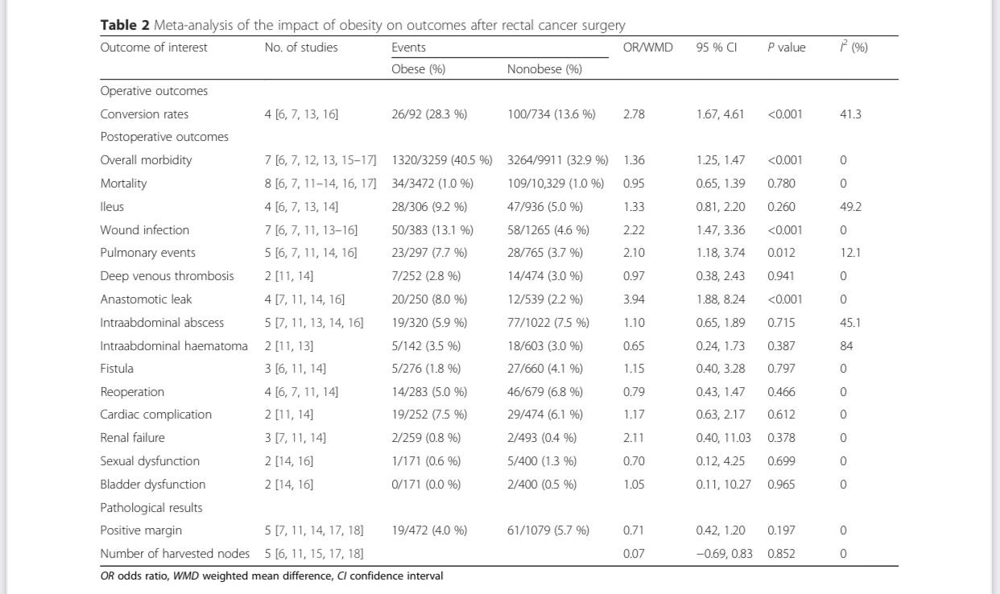 Table 2 Meta-analysis of the impact of obesity on outcomes after rectal cancer surgery
Outcome of interest No. of studies Events OR/WMD 95 % CI P value I² (%)
Obese (%) Nonobese (%)
Operative outcomes
Conversion rates 4 [6, 7, 13, 16] 26/92 (28.3 %) 100/734 (13.6 %) 2.78 1.67, 4.61 <0.001 41.3
Postoperative outcomes
Overall morbidity 7 [6, 7, 12, 13, 15–17] 1320/3259 (40.5 %) 3264/9911 (32.9 %) 1.36 1.25, 1.47 <0.001 0
Mortality 8 [6, 7, 11–14, 16, 17] 34/3472 (1.0 %) 109/10,329 (1.0 %) 0.95 0.65, 1.39 0.780 0
Ileus 4 [6, 7, 13, 14] 28/306 (9.2 %) 47/936 (5.0 %) 1.33 0.81, 2.20 0.260 49.2
Wound infection 7 [6, 7, 11, 13–16] 50/383 (13.1 %) 58/1265 (4.6 %) 2.22 1.47, 3.36 <0.001 0
Pulmonary events 5 [6, 7, 11, 14, 16] 23/297 (7.7 %) 28/765 (3.7 %) 2.10 1.18, 3.74 0.012 12.1
Deep venous thrombosis 2 [11, 14] 7/252 (2.8 %) 14/474 (3.0 %) 0.97 0.38, 2.43 0.941 0
Anastomotic leak 4 [7, 11, 14, 16] 20/250 (8.0 %) 12/539 (2.2 %) 3.94 1.88, 8.24 <0.001 0
Intraabdominal abscess 5 [7, 11, 13, 14, 16] 19/320 (5.9 %) 77/1022 (7.5 %) 1.10 0.65, 1.89 0.715 45.1
Intraabdominal haematoma 2 [11, 13] 5/142 (3.5 %) 18/603 (3.0 %) 0.65 0.24, 1.73 0.387 84
Fistula 3 [6, 11, 14] 5/276 (1.8 %) 27/660 (4.1 %) 1.15 0.40, 3.28 0.797 0
Reoperation 4 [6, 7, 11, 14] 14/283 (5.0 %) 46/679 (6.8 %) 0.79 0.43, 1.47 0.466 0
Cardiac complication 2 [11, 14] 19/252 (7.5 %) 29/474 (6.1 %) 1.17 0.63, 2.17 0.612 0
Renal failure 3 [7, 11, 14] 2/259 (0.8 %) 2/493 (0.4 %) 2.11 0.40, 11.03 0.378 0
Sexual dysfunction 2 [14, 16] 1/171 (0.6 %) 5/400 (1.3 %) 0.70 0.12, 4.25 0.699 0
Bladder dysfunction 2 [14, 16] 0/171 (0.0 %) 2/400 (0.5 %) 1.05 0.11, 10.27 0.965 0
Pathological results
Positive margin 5 [7, 11, 14, 17, 18] 19/472 (4.0 %) 61/1079 (5.7 %) 0.71 0.42, 1.20 0.197 0
Number of harvested nodes 5 [6, 11, 15, 17, 18] 0.07 −0.69, 0.83 0.852 0
OR odds ratio, WMD weighted mean difference, CI confidence interval